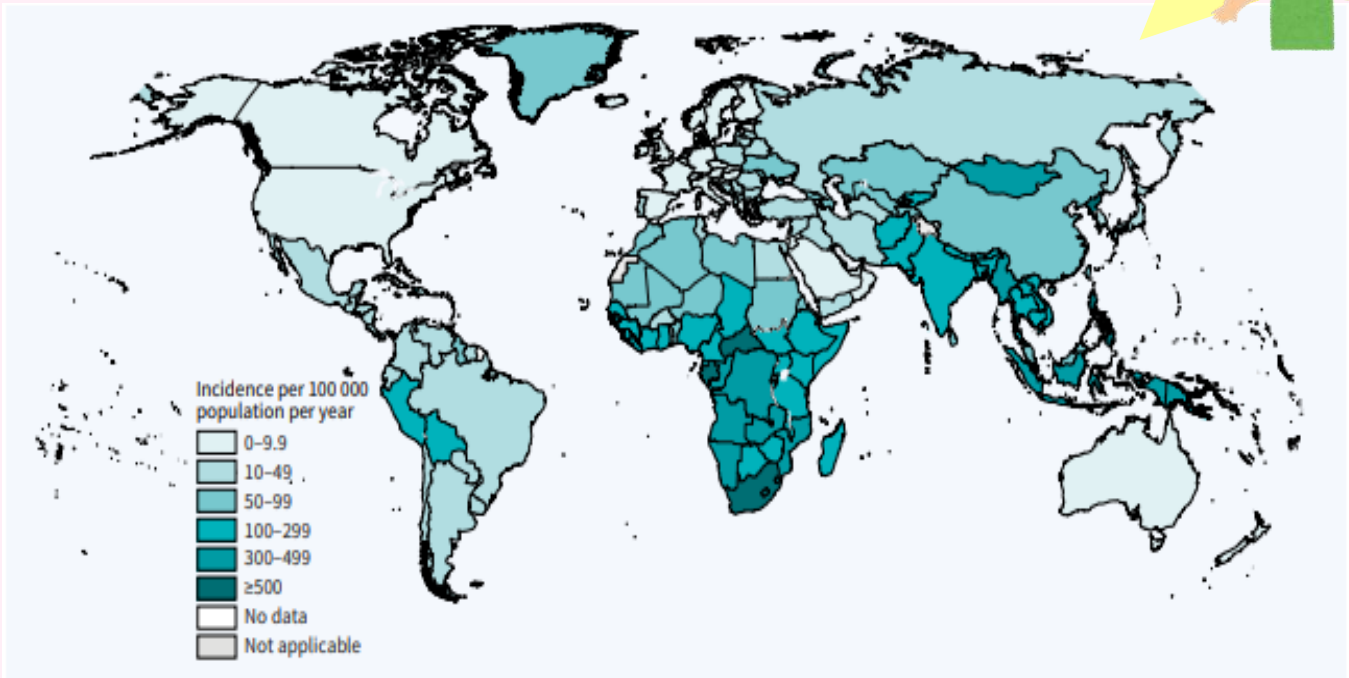 Incidence per 100 000
population per year
0–9.9
10–49
50–99
100–299
300–499
≥500
No data
Not applicable